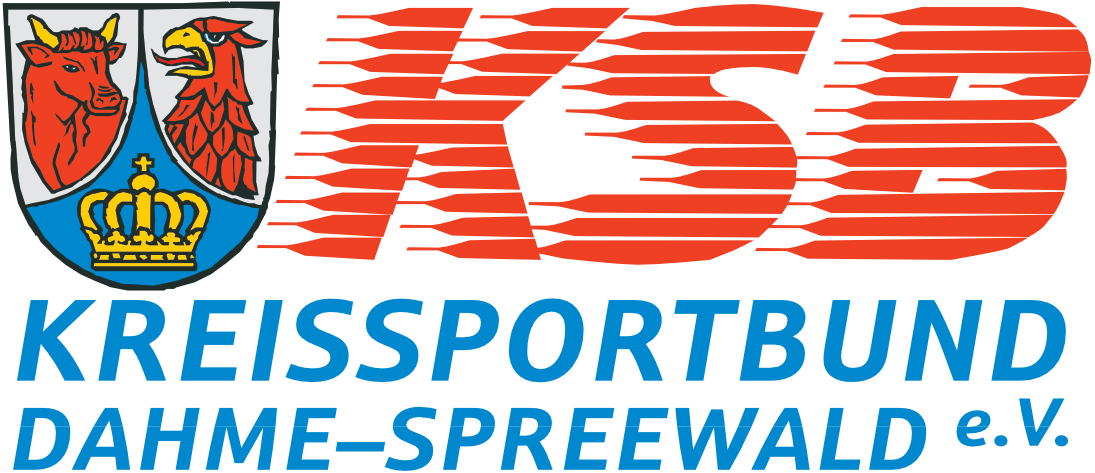 KSB
KREISSPORTBUND
DAHME–SPREEWALD e.V.